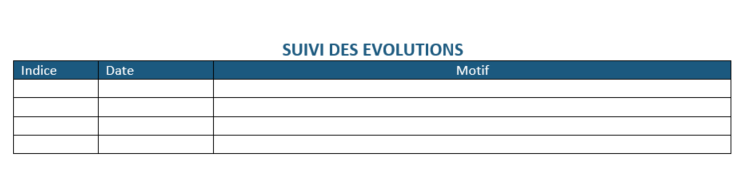 SUIVI DES EVOLUTIONS
Indice Date Motif